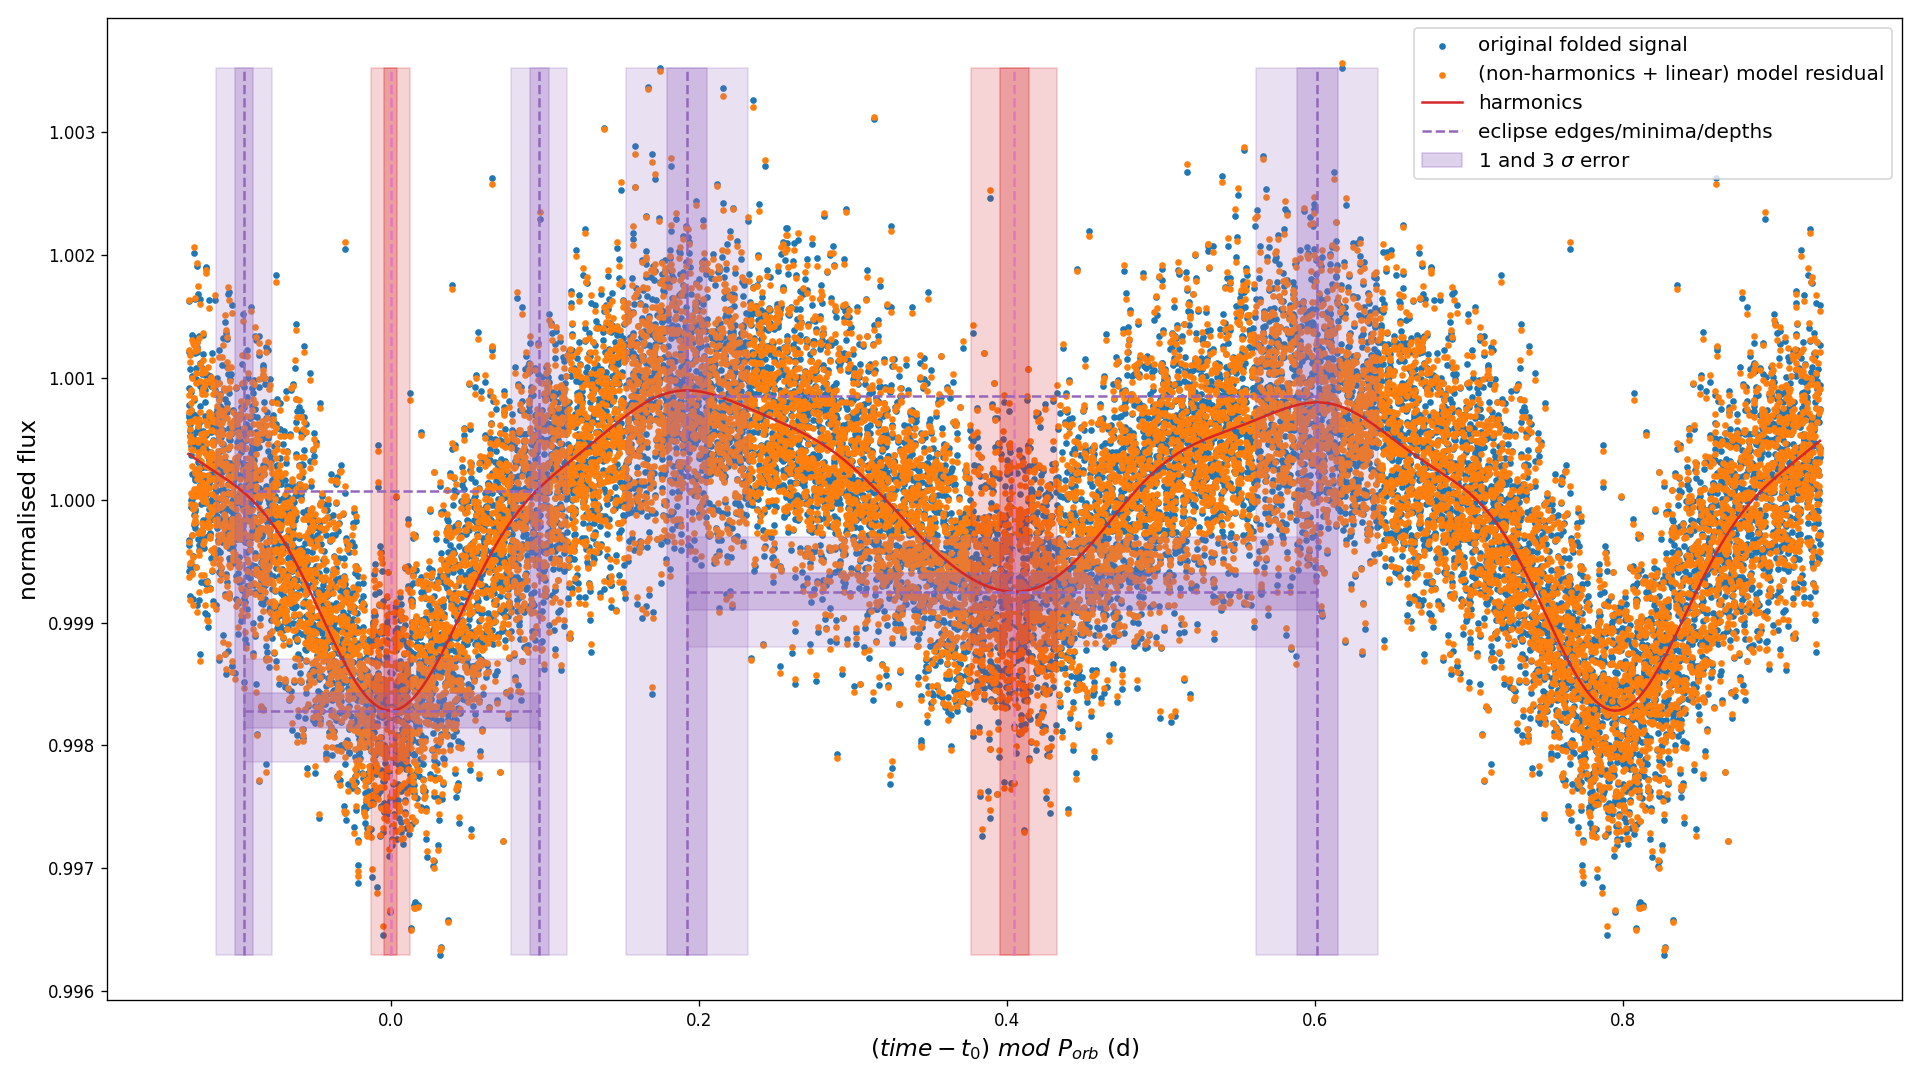 original folded signal
(non-harmonics + linear) model residual
harmonics
eclipse edges/minima/depths
1 and 3 σ error
normalised flux
1.003
1.002
1.001
1.000
0.999
0.998
0.997
0.996
0.0 0.2 0.4 0.6 0.8
(time − t₀) mod Pₒᵣb (d)